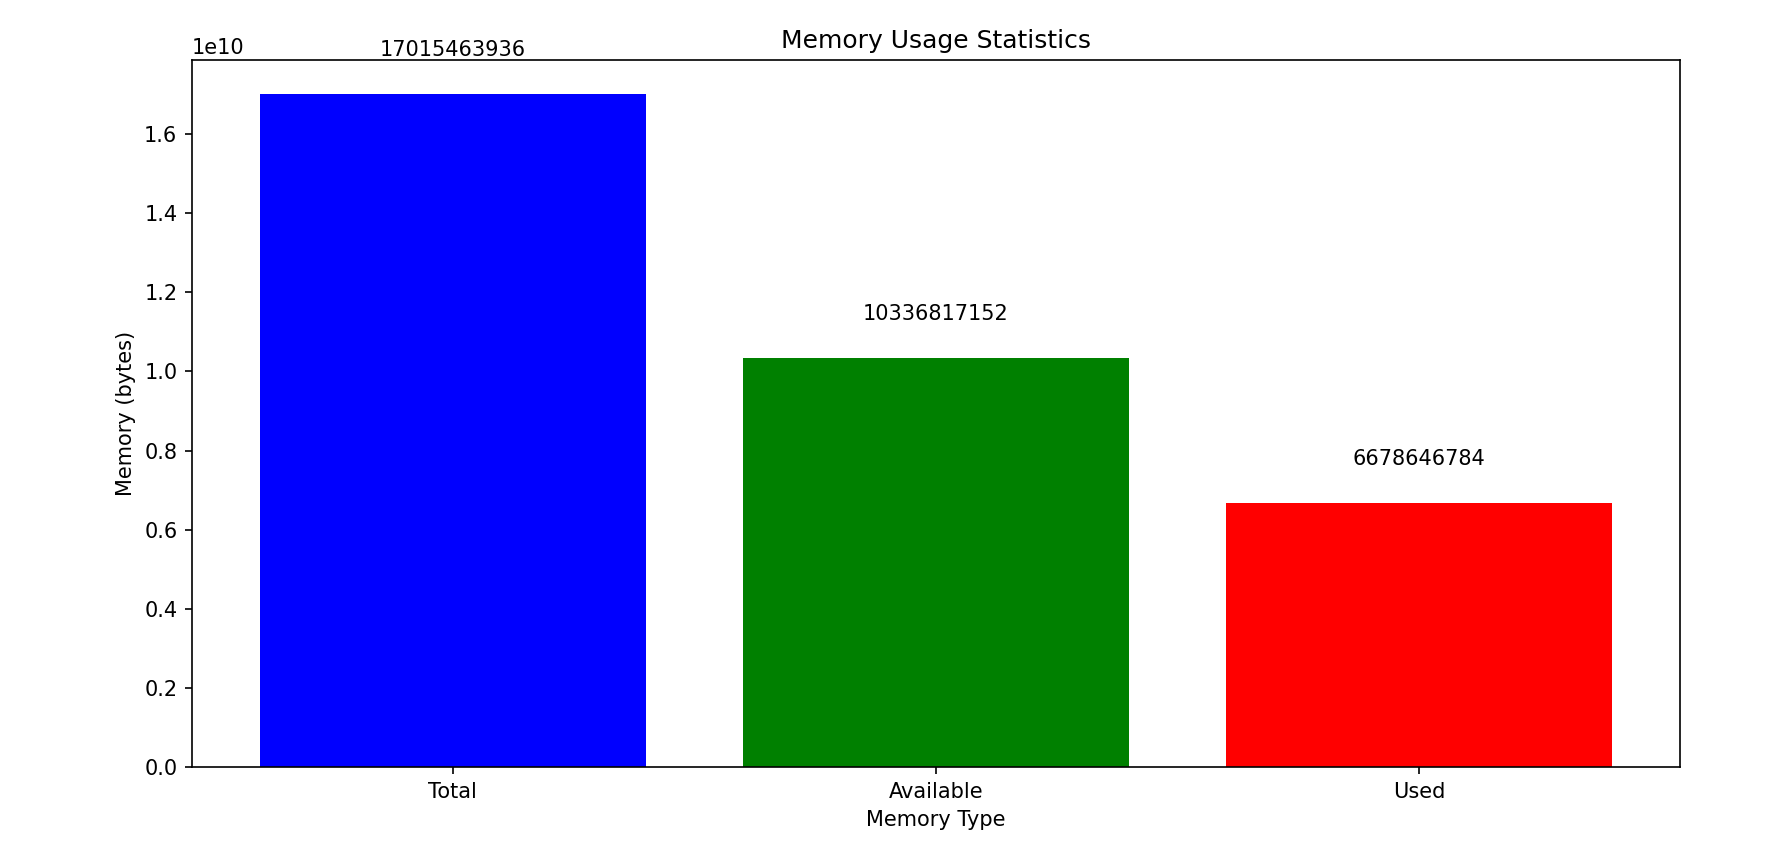 Memory Usage Statistics
1e10
17015463936
1.6
1.4
1.2
10336817152
1.0
0.8
6678646784
0.6
0.4
0.2
0.0
Memory (bytes)
Total
Available
Used
Memory Type